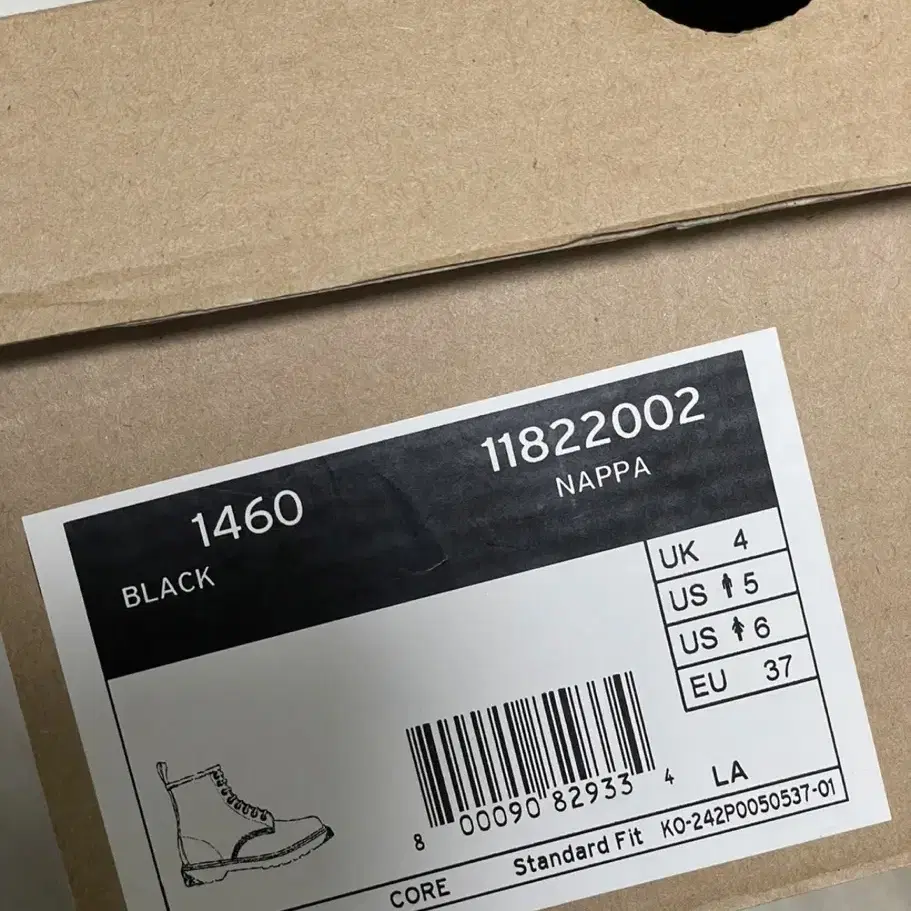 1460
11822002
BLACK
NAPPA
UK 4
US 5
US 6
EU 37
8 00090 82933 4
LA
CORE
Standard Fit
KO-242P0050537-01